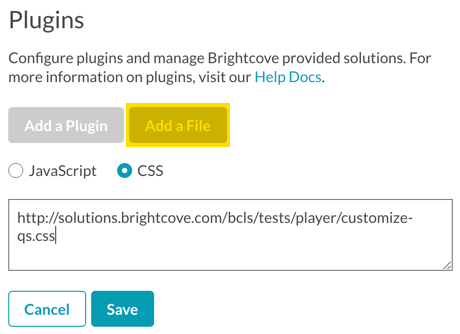 Plugins
Configure plugins and manage Brightcove provided solutions. For
more information on plugins, visit our Help Docs.
Add a Plugin Add a File
JavaScript CSS
http://solutions.brightcove.com/bcls/tests/player/customize-
qs.css
Cancel Save